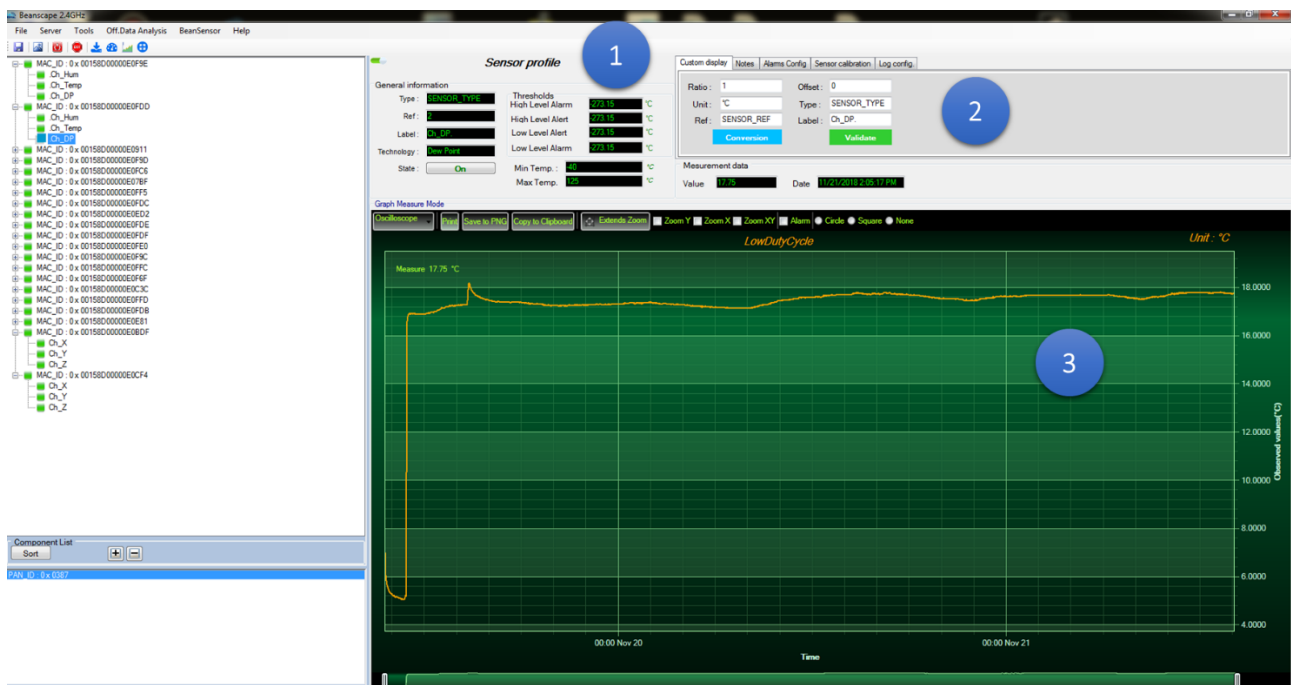 Beanscape 2.4GHz
File Server Tools Off.Data Analysis BeanSensor Help
MAC_ID : 0 x 00158D00000E0F9E
.Ch_Hum
.Ch_Temp
.Ch_DP
MAC_ID : 0 x 00158D00000E0FDD
.Ch_Hum
.Ch_Temp
Ch_DP
MAC_ID : 0 x 00158D00000E0911
MAC_ID : 0 x 00158D00000E0F9D
MAC_ID : 0 x 00158D00000E0FC6
MAC_ID : 0 x 00158D00000E07BF
MAC_ID : 0 x 00158D00000E0FF5
MAC_ID : 0 x 00158D00000E0FDC
MAC_ID : 0 x 00158D00000E0ED2
MAC_ID : 0 x 00158D00000E0FDE
MAC_ID : 0 x 00158D00000E0FDF
MAC_ID : 0 x 00158D00000E0FE0
MAC_ID : 0 x 00158D00000E0F9C
MAC_ID : 0 x 00158D00000E0FFC
MAC_ID : 0 x 00158D00000E0F6F
MAC_ID : 0 x 00158D00000E0C3C
MAC_ID : 0 x 00158D00000E0FFD
MAC_ID : 0 x 00158D00000E0FDB
MAC_ID : 0 x 00158D00000E0E81
MAC_ID : 0 x 00158D00000E0BDF
Ch_X
Ch_Y
Ch_Z
MAC_ID : 0 x 00158D00000E0CF4
Ch_X
Ch_Y
Ch_Z
Component List
Sort
PAN_ID : 0 x 0387
Sensor profile
1
General information
Type : SENSOR_TYPE
Ref : 2
Label : Ch_DP.
Technology : Dew Point
State : On
Thresholds
High Level Alarm -273.15 °C
High Level Alert -273.15 °C
Low Level Alert -273.15 °C
Low Level Alarm -273.15 °C
Min Temp. : -40 °C
Max Temp. 125 °C
Custom display Notes Alarms Config Sensor calibration Log config.
Ratio : 1 Offset : 0
Unit : °C Type : SENSOR_TYPE
Ref : SENSOR_REF Label : Ch_DP.
Conversion Validate
2
Measurement data
Value 17.75 Date 11/21/2018 2:05:17 PM
Graph Measure Mode
Oscilloscope Print Save to PNG Copy to Clipboard Extends Zoom Zoom Y Zoom X Zoom XY Alarm Circle Square None
LowDutyCycle
Unit : °C
Measure 17.75 °C
3
18.0000
16.0000
14.0000
12.0000
10.0000
8.0000
6.0000
4.0000
Observed values(°C)
00:00 Nov 20
00:00 Nov 21
Time